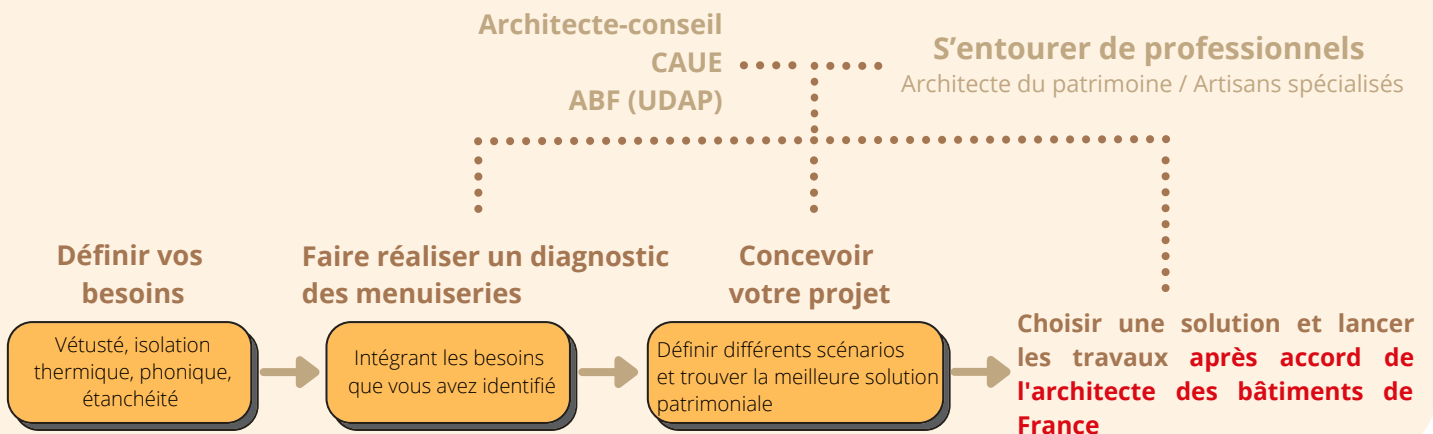 Architecte-conseil
CAUE
ABF (UDAP)
S’entourer de professionnels
Architecte du patrimoine / Artisans spécialisés
Définir vos
besoins
Vétusté, isolation
thermique, phonique,
étanchéité
Faire réaliser un diagnostic
des menuiseries
Intégrant les besoins
que vous avez identifié
Concevoir
votre projet
Définir différents scénarios
et trouver la meilleure solution
patrimoniale
Choisir une solution et lancer
les travaux après accord de
l'architecte des bâtiments de
France